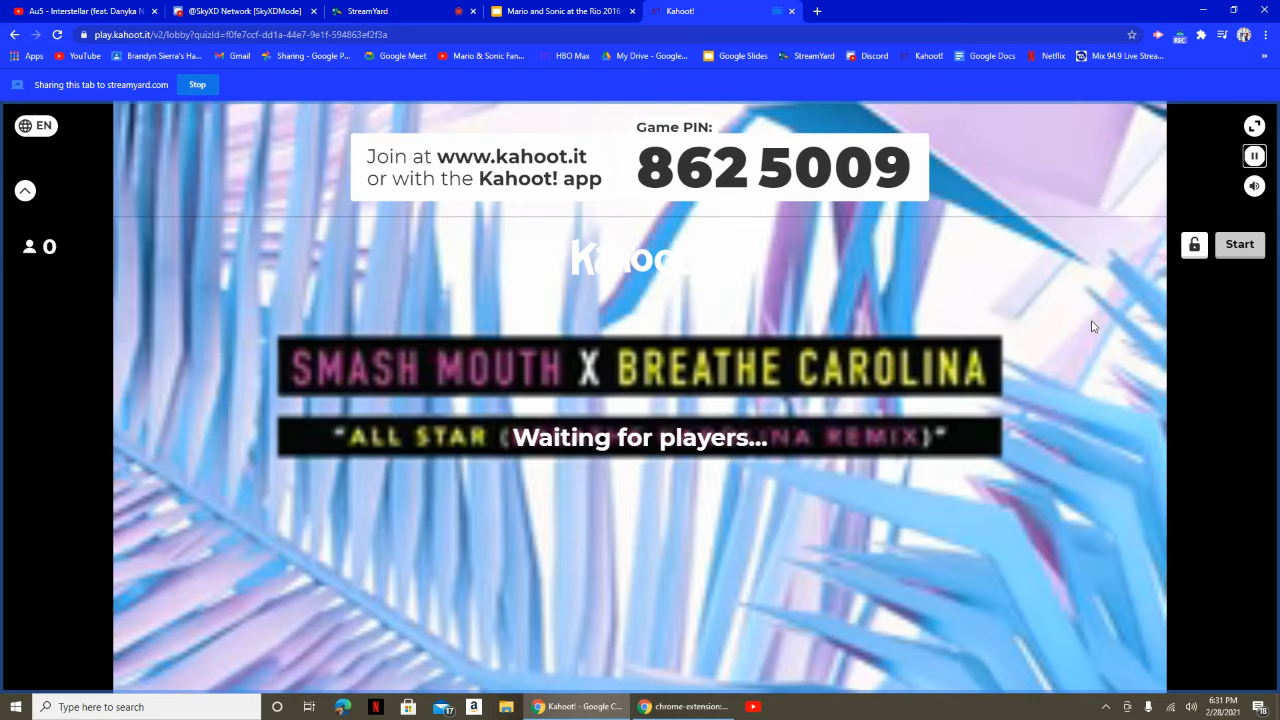 Au5 - Interstellar (feat. Danyka N
@SkyXD Network [SkyXDMode]
StreamYard
Mario and Sonic at the Rio 2016
Kahoot!
play.kahoot.it/v2/lobby?quizId=f0fe7ccf-dd1a-44e7-9e1f-594863ef2f3a
Apps YouTube Brandyn Sierra's Ha... Gmail Sharing - Google P... Google Meet Mario & Sonic Fan... HBO Max My Drive - Google... Google Slides StreamYard Discord Kahoot! Google Docs Netflix Mix 94.9 Live Strea... »
Sharing this tab to streamyard.com Stop
EN
Game PIN:
Join at www.kahoot.it
or with the Kahoot! app
862 5009
0
Start
Kahoo
SMASH MOUTH X BREATHE CAROLINA
"ALL STAR (
Waiting for players...
NA REMIX)"
Type here to search
17
a
Kahoot! - Google C...
chrome-extension:...
6:31 PM
2/28/2021